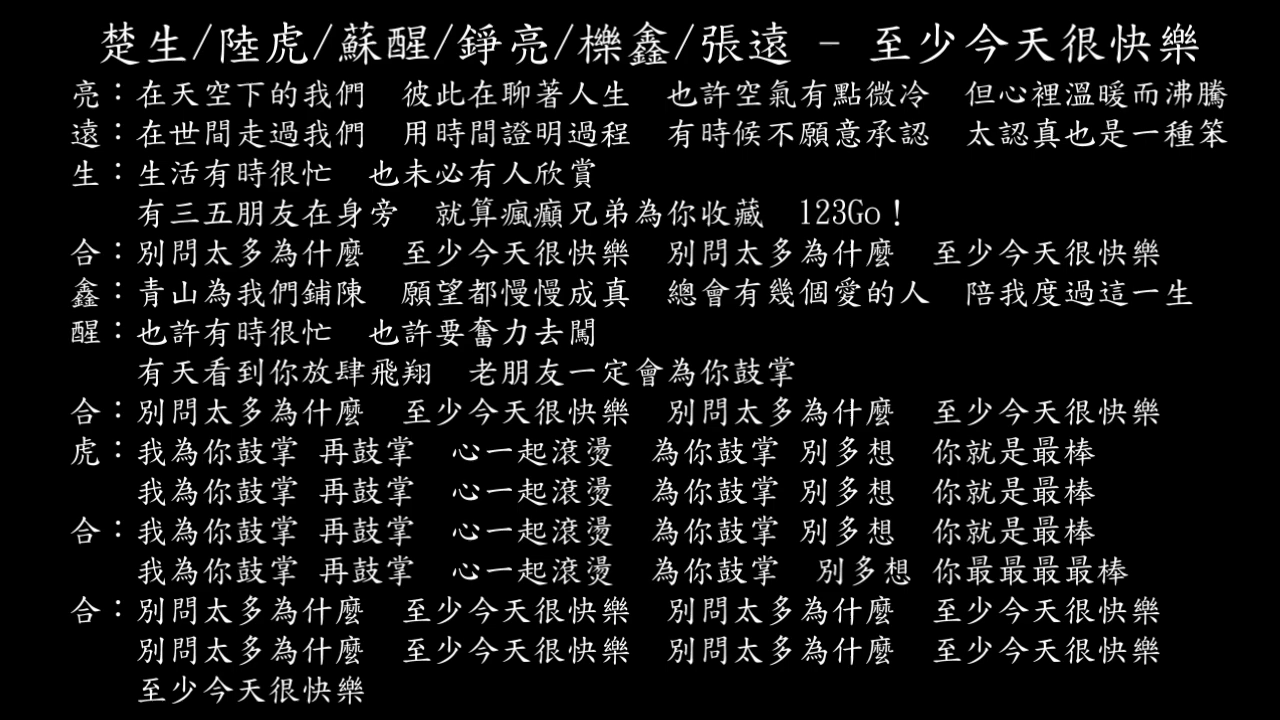 楚生/陸虎/蘇醒/錚亮/櫟鑫/張遠 - 至少今天很快樂
亮：在天空下的我們 彼此在聊著人生 也許空氣有點微冷 但心裡溫暖而沸騰
遠：在世間走過我們 用時間證明過程 有時候不願意承認 太認真也是一種笨
生：生活有時很忙 也未必有人欣賞
有三五朋友在身旁 就算瘋癲兄弟為你收藏 123Go！
合：別問太多為什麼 至少今天很快樂 別問太多為什麼 至少今天很快樂
鑫：青山為我們鋪陳 願望都慢慢成真 總會有幾個愛的人 陪我度過這一生
醒：也許有時很忙 也許要奮力去闖
有天看到你放肆飛翔 老朋友一定會為你鼓掌
合：別問太多為什麼 至少今天很快樂 別問太多為什麼 至少今天很快樂
虎：我為你鼓掌 再鼓掌 心一起滾燙 為你鼓掌 別多想 你就是最棒
我為你鼓掌 再鼓掌 心一起滾燙 為你鼓掌 別多想 你就是最棒
合：我為你鼓掌 再鼓掌 心一起滾燙 為你鼓掌 別多想 你就是最棒
我為你鼓掌 再鼓掌 心一起滾燙 為你鼓掌 別多想 你最最最最棒
合：別問太多為什麼 至少今天很快樂 別問太多為什麼 至少今天很快樂
別問太多為什麼 至少今天很快樂 別問太多為什麼 至少今天很快樂
至少今天很快樂